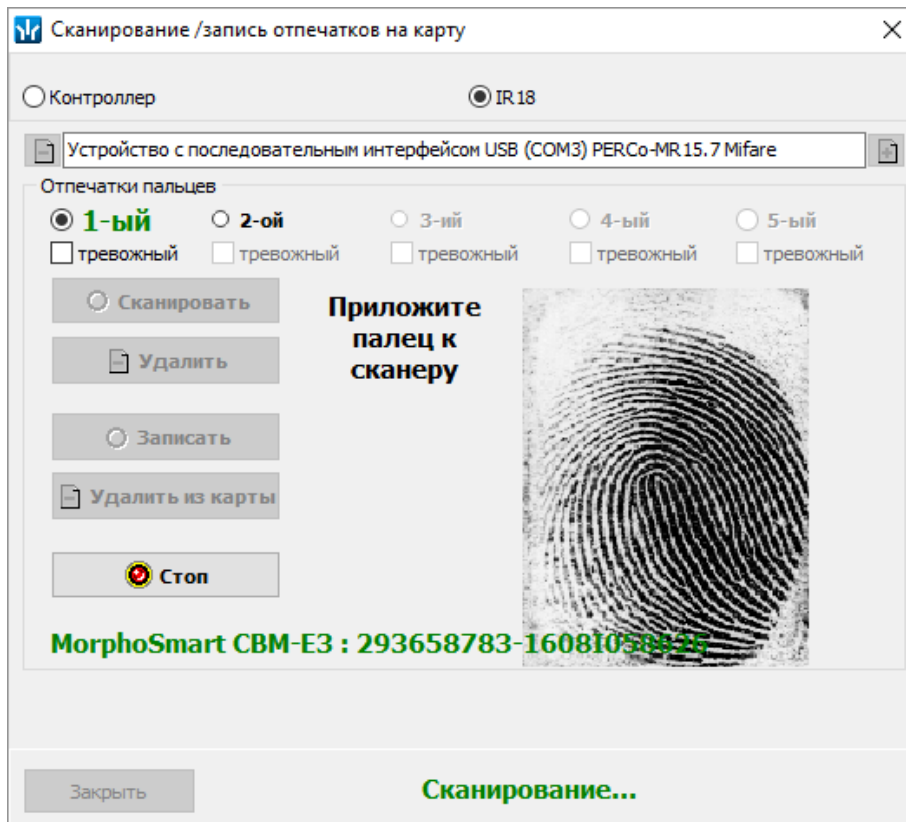 Сканирование /запись отпечатков на карту
Контроллер IR18
Устройство с последовательным интерфейсом USB (COM3) PERCo-MR15.7 Mifare
Отпечатки пальцев
1-ый 2-ой 3-ий 4-ый 5-ый
тревожный тревожный тревожный тревожный тревожный
Сканировать
Приложите
палец к
сканеру
Удалить
Записать
Удалить из карты
Стоп
MorphoSmart CBM-E3 : 293658783-1608I058626
Закрыть
Сканирование...